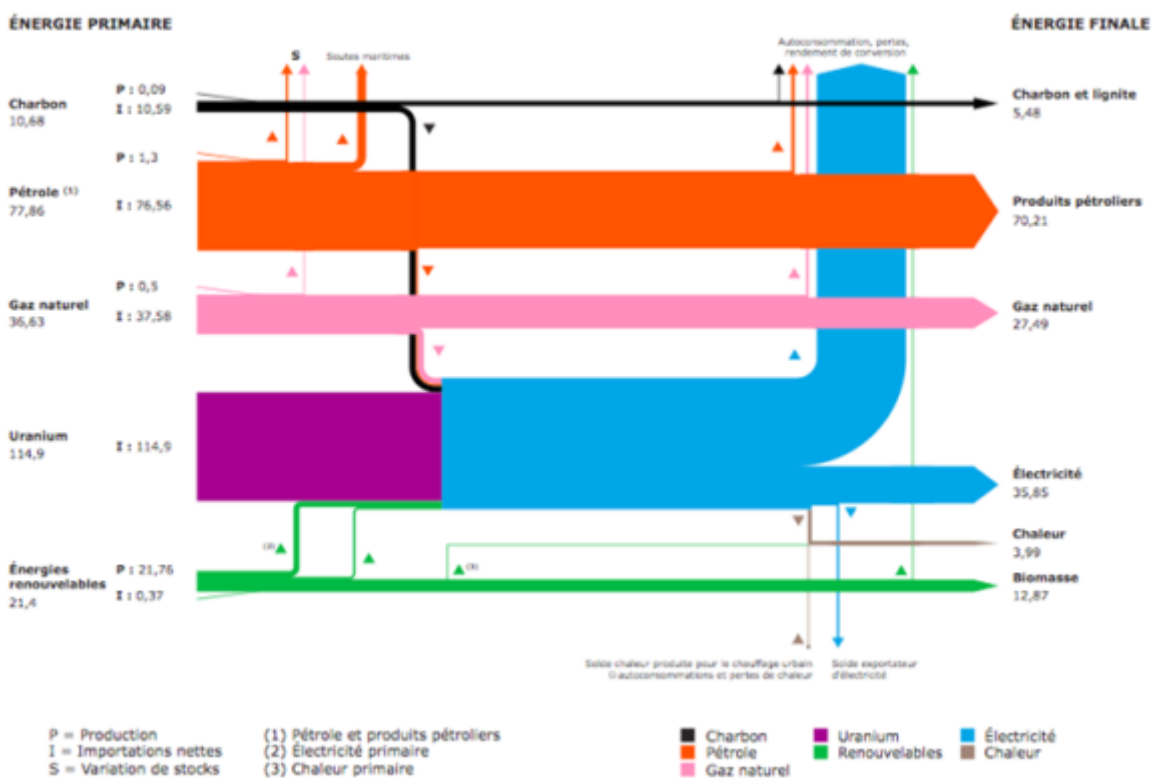 ÉNERGIE PRIMAIRE
ÉNERGIE FINALE
S
Soutes maritimes
Autoconsommation, pertes,
rendement de conversion
Charbon
10,68
P : 0,09
I : 10,59
Charbon et lignite
5,48
Pétrole (1)
77,86
P : 1,3
I : 76,56
Produits pétroliers
70,21
Gaz naturel
36,63
P : 0,5
I : 37,58
Gaz naturel
27,49
Uranium
114,9
I : 114,9
Électricité
35,85
Chaleur
3,99
Énergies
renouvelables
21,4
P : 21,76
I : 0,37
(2)
(3)
Biomasse
12,87
Solde chaleur produite pour le chauffage urbain
autoconsommations et pertes de chaleur
Solde exportateur
d'électricité
P = Production
I = Importations nettes
S = Variation de stocks
(1) Pétrole et produits pétroliers
(2) Électricité primaire
(3) Chaleur primaire
Charbon
Pétrole
Gaz naturel
Uranium
Renouvelables
Électricité
Chaleur